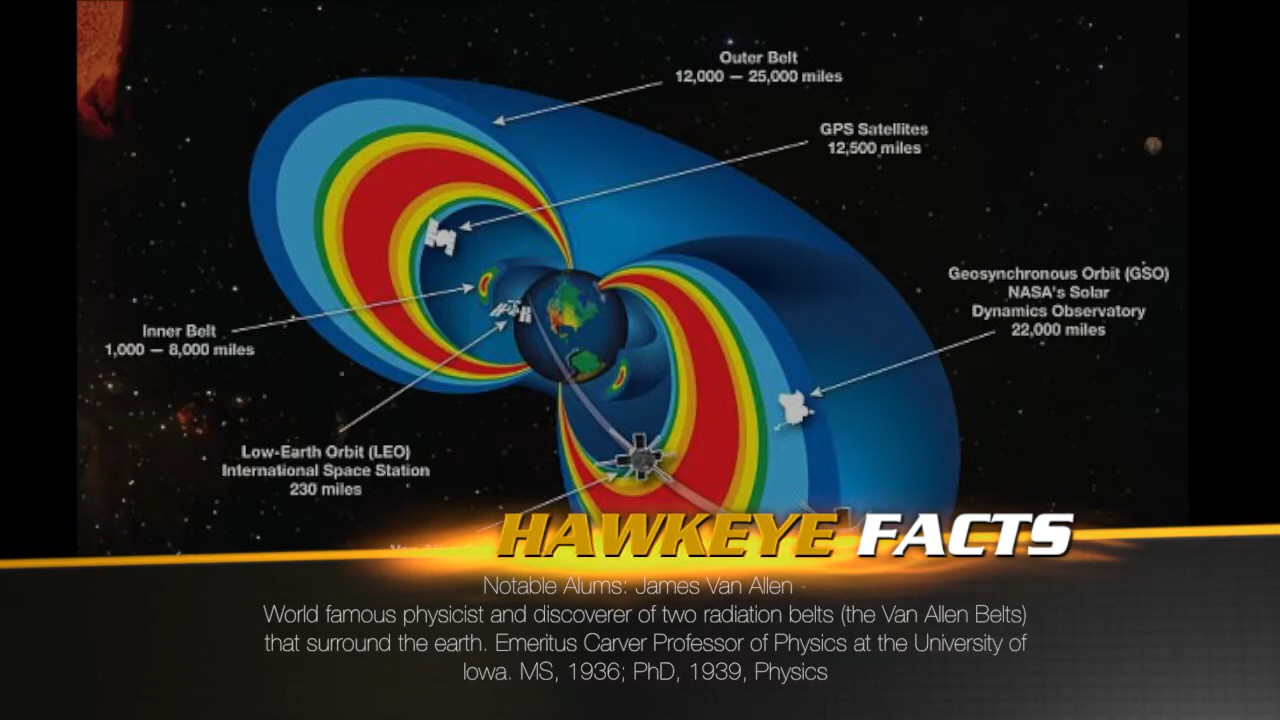 Outer Belt
12,000 — 25,000 miles
GPS Satellites
12,500 miles
Geosynchronous Orbit (GSO)
NASA's Solar
Dynamics Observatory
22,000 miles
Inner Belt
1,000 — 8,000 miles
Low-Earth Orbit (LEO)
International Space Station
230 miles
HAWKEYE FACTS
Notable Alums: James Van Allen -
World famous physicist and discoverer of two radiation belts (the Van Allen Belts)
that surround the earth. Emeritus Carver Professor of Physics at the University of
Iowa. MS, 1936; PhD, 1939, Physics